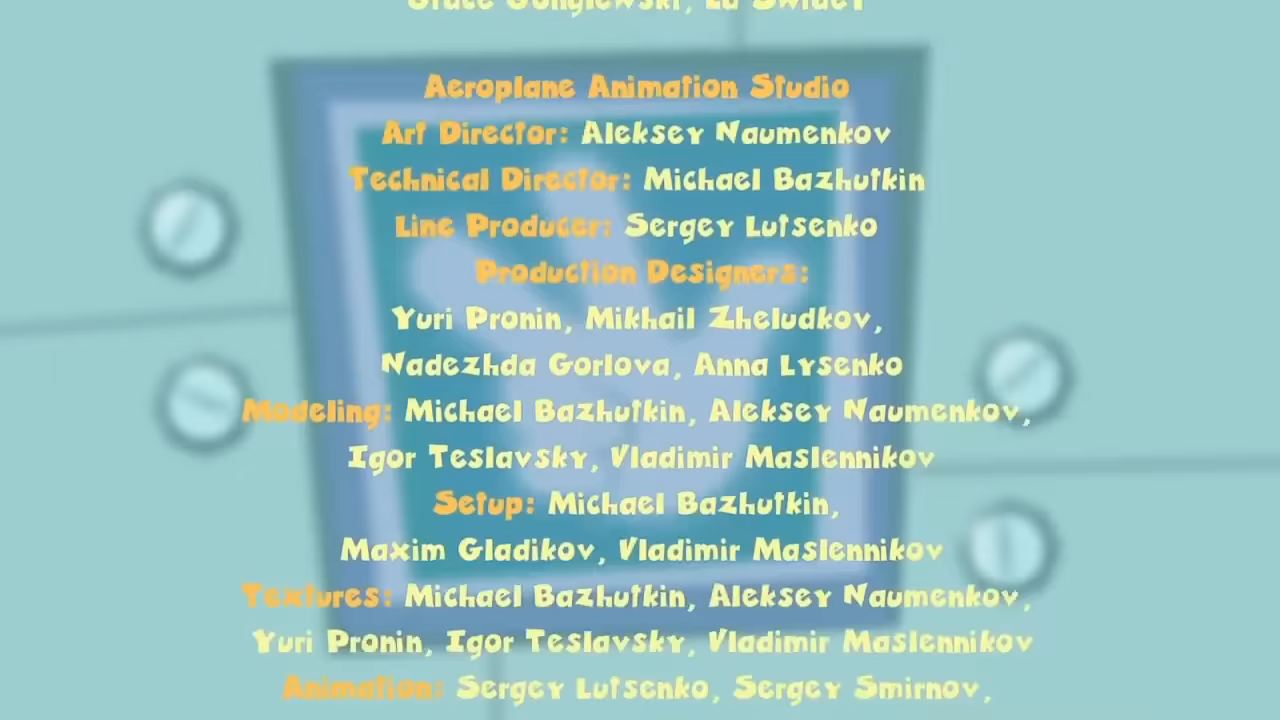 Aeroplane Animation Studio
Art Director: Aleksey Naumenkov
Technical Director: Michael Bazhutkin
Line Producer: Sergey Lutsenko
Production Designers:
Yuri Pronin, Mikhail Zheludkov,
Nadezhda Gorlova, Anna Lysenko
Modeling: Michael Bazhutkin, Aleksey Naumenkov,
Igor Teslavsky, Vladimir Maslennikov
Setup: Michael Bazhutkin,
Maxim Gladikov, Vladimir Maslennikov
Textures: Michael Bazhutkin, Aleksey Naumenkov,
Yuri Pronin, Igor Teslavsky, Vladimir Maslennikov
Animation: Sergey Lutsenko, Sergey Smirnov,